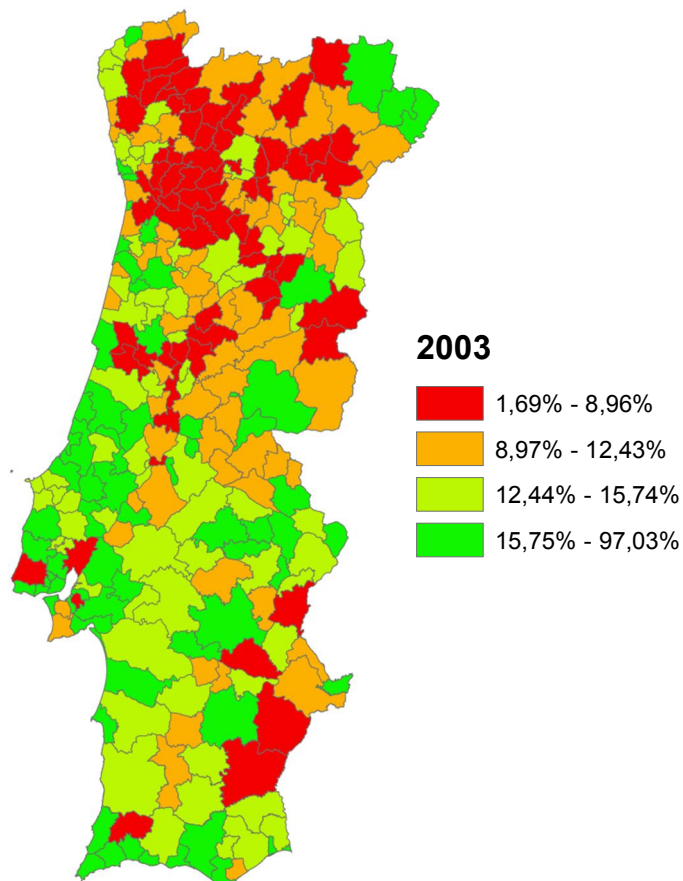 2003
1,69% - 8,96%
8,97% - 12,43%
12,44% - 15,74%
15,75% - 97,03%